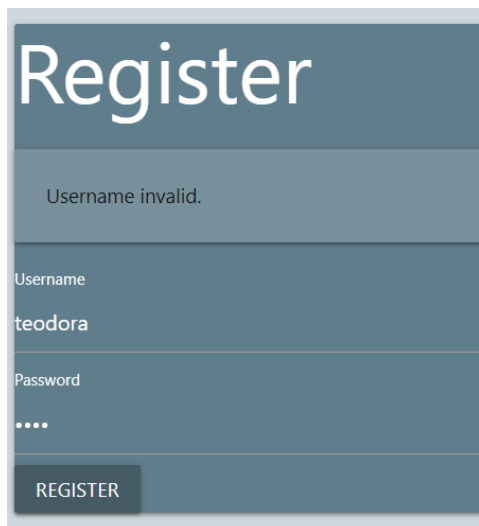 Register
Username invalid.
Username
teodora
Password
••••
REGISTER